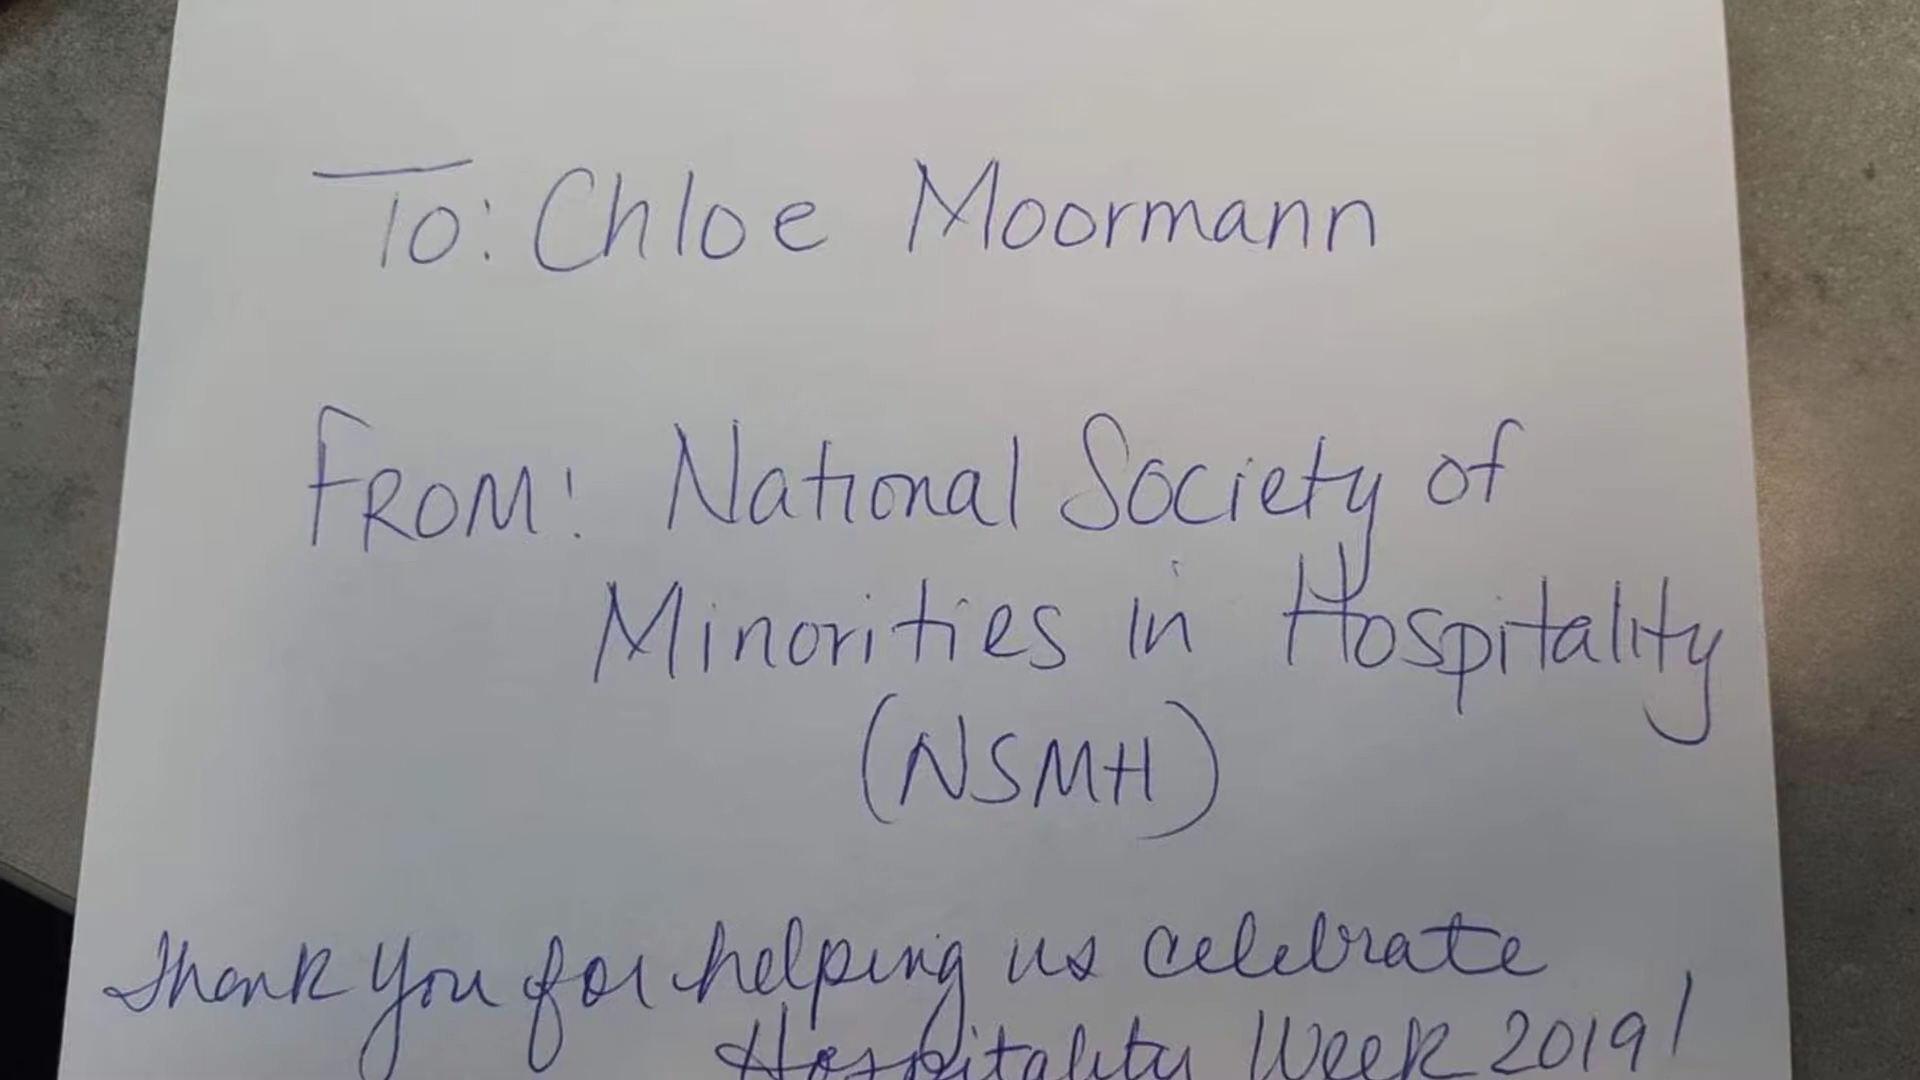 To: Chloe Moormann
FROM: National Society of
Minorities in Hospitality
(NSMH)
Thank you for helping us celebrate
Hospitality Week 2019!